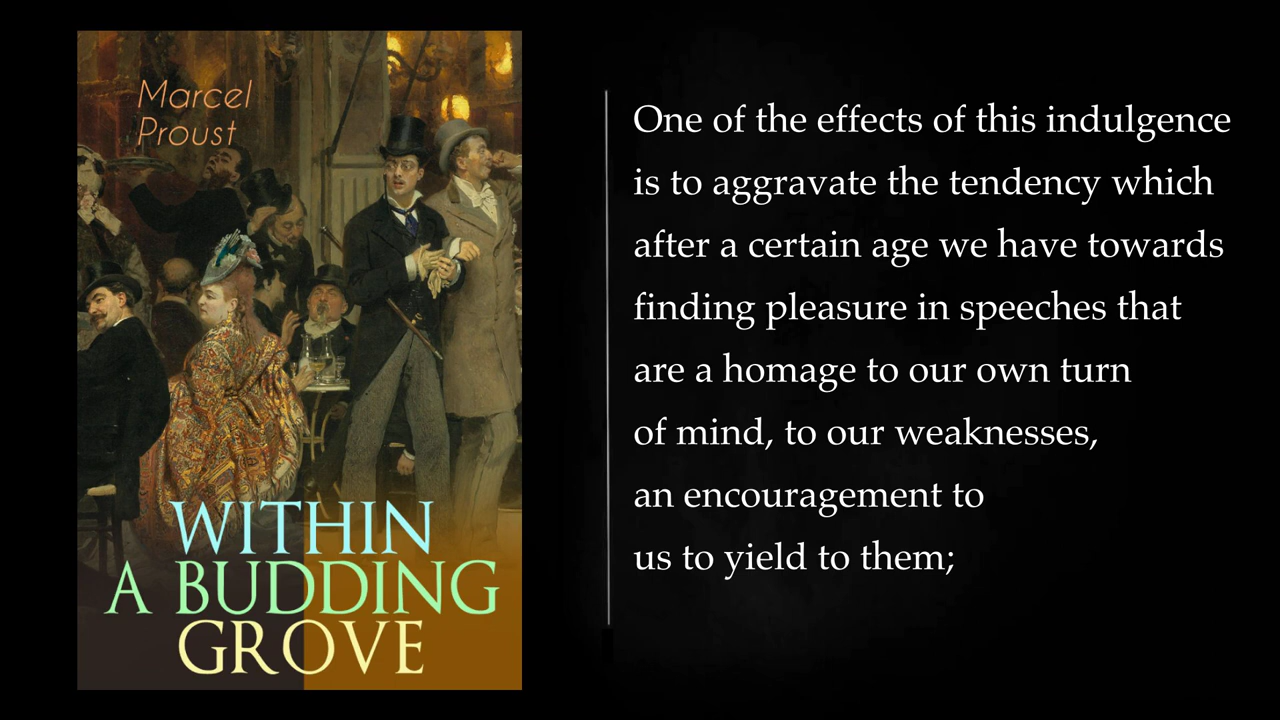 Marcel
Proust
WITHIN
A BUDDING
GROVE
One of the effects of this indulgence
is to aggravate the tendency which
after a certain age we have towards
finding pleasure in speeches that
are a homage to our own turn
of mind, to our weaknesses,
an encouragement to
us to yield to them;